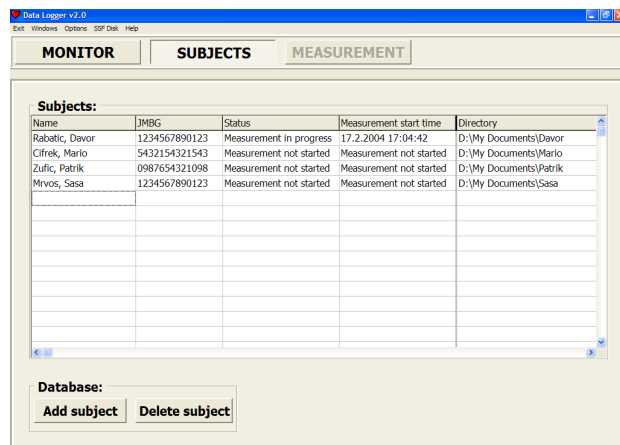 Data Logger v2.0
Exit Windows Options SSF Disk Help
MONITOR SUBJECTS MEASUREMENT
Subjects:
Name JMBG Status Measurement start time Directory
Rabatic, Davor 1234567890123 Measurement in progress 17.2.2004 17:04:42 D:\My Documents\Davor
Cifrek, Mario 5432154321543 Measurement not started Measurement not started D:\My Documents\Mario
Zufic, Patrik 0987654321098 Measurement not started Measurement not started D:\My Documents\Patrik
Mrvos, Sasa 1234567890123 Measurement not started Measurement not started D:\My Documents\Sasa
Database:
Add subject Delete subject